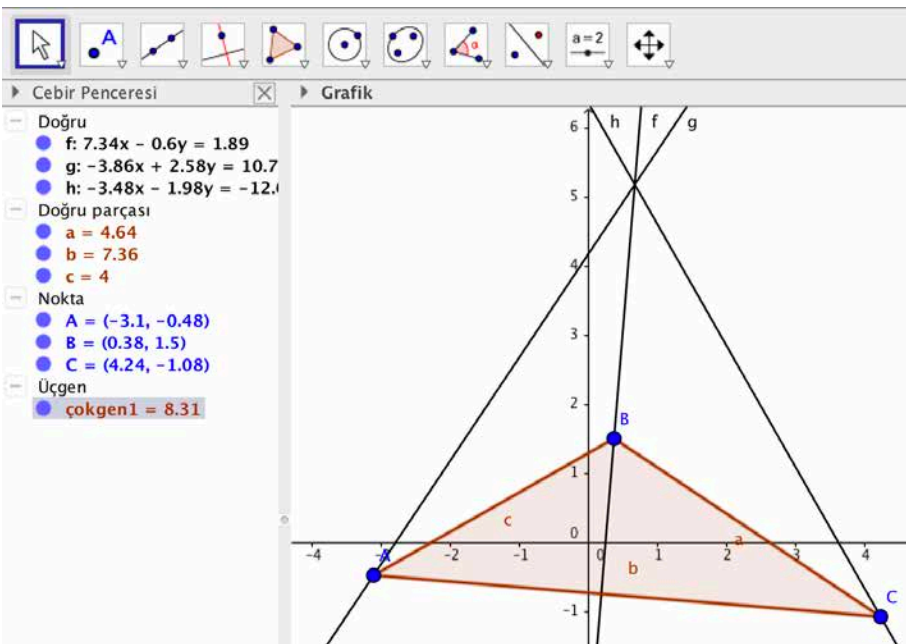 A
α
a=2
Cebir Penceresi
Grafik
Doğru
f: 7.34x − 0.6y = 1.89
g: −3.86x + 2.58y = 10.7
h: −3.48x − 1.98y = −12.
Doğru parçası
a = 4.64
b = 7.36
c = 4
Nokta
A = (−3.1, −0.48)
B = (0.38, 1.5)
C = (4.24, −1.08)
Üçgen
çokgen1 = 8.31
h f g
6
5
4
3
2
B
1
c
a
0
A
-4 -3 -2 -1 0 1 2 3 4
b
C
-1